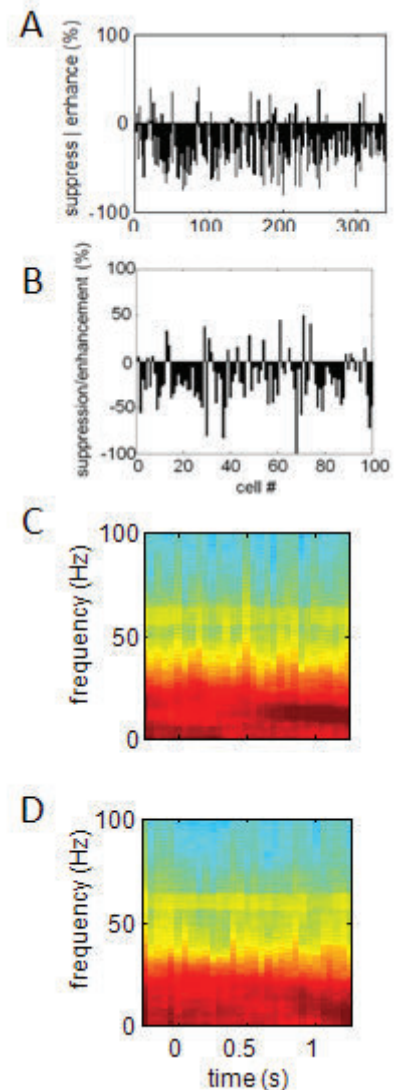 A
suppress | enhance (%)
100
0
-100
0 100 200 300
B
suppression/enhancement (%)
100
50
0
-50
-100
0 20 40 60 80 100
cell #
C
frequency (Hz)
100
50
0
D
frequency (Hz)
100
50
0
0 0.5 1
time (s)